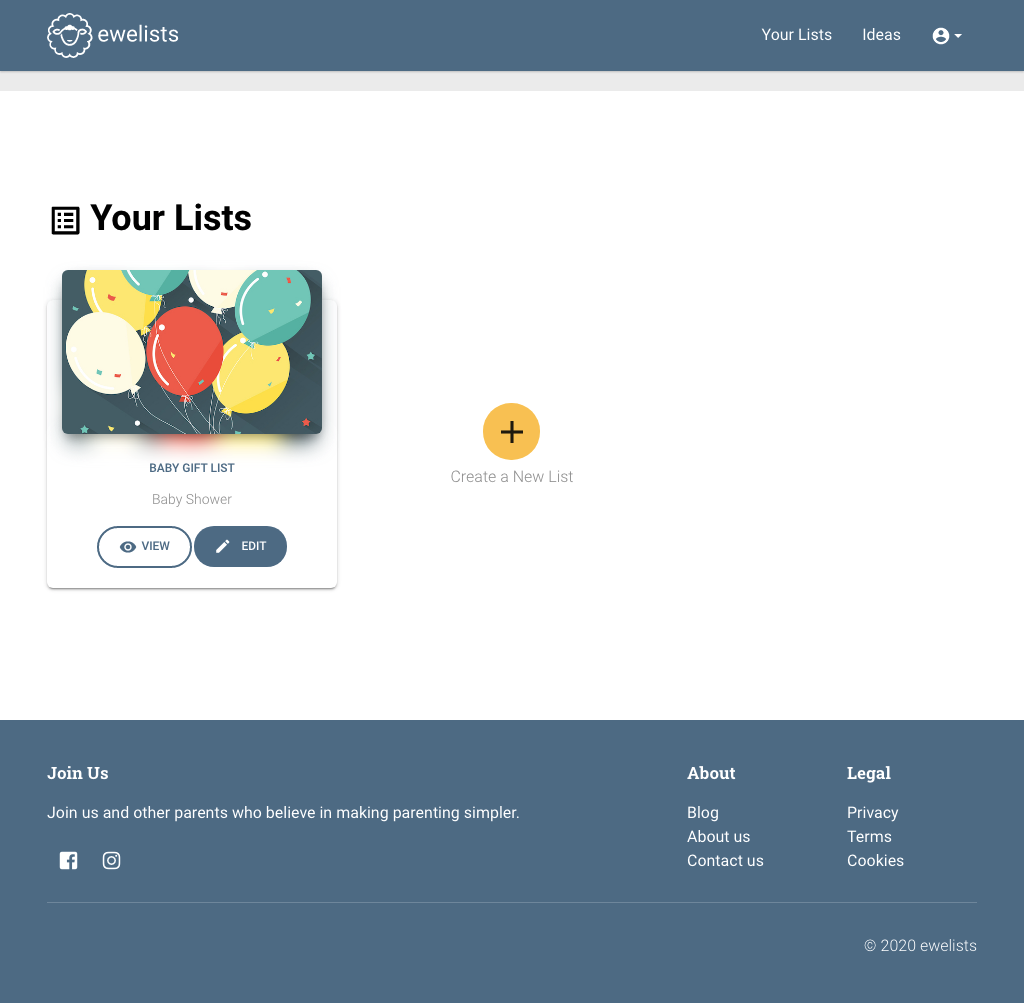 ewelists
Your Lists
Ideas
Your Lists
BABY GIFT LIST
Baby Shower
VIEW
EDIT
Create a New List
Join Us
Join us and other parents who believe in making parenting simpler.
About
Blog
About us
Contact us
Legal
Privacy
Terms
Cookies
© 2020 ewelists